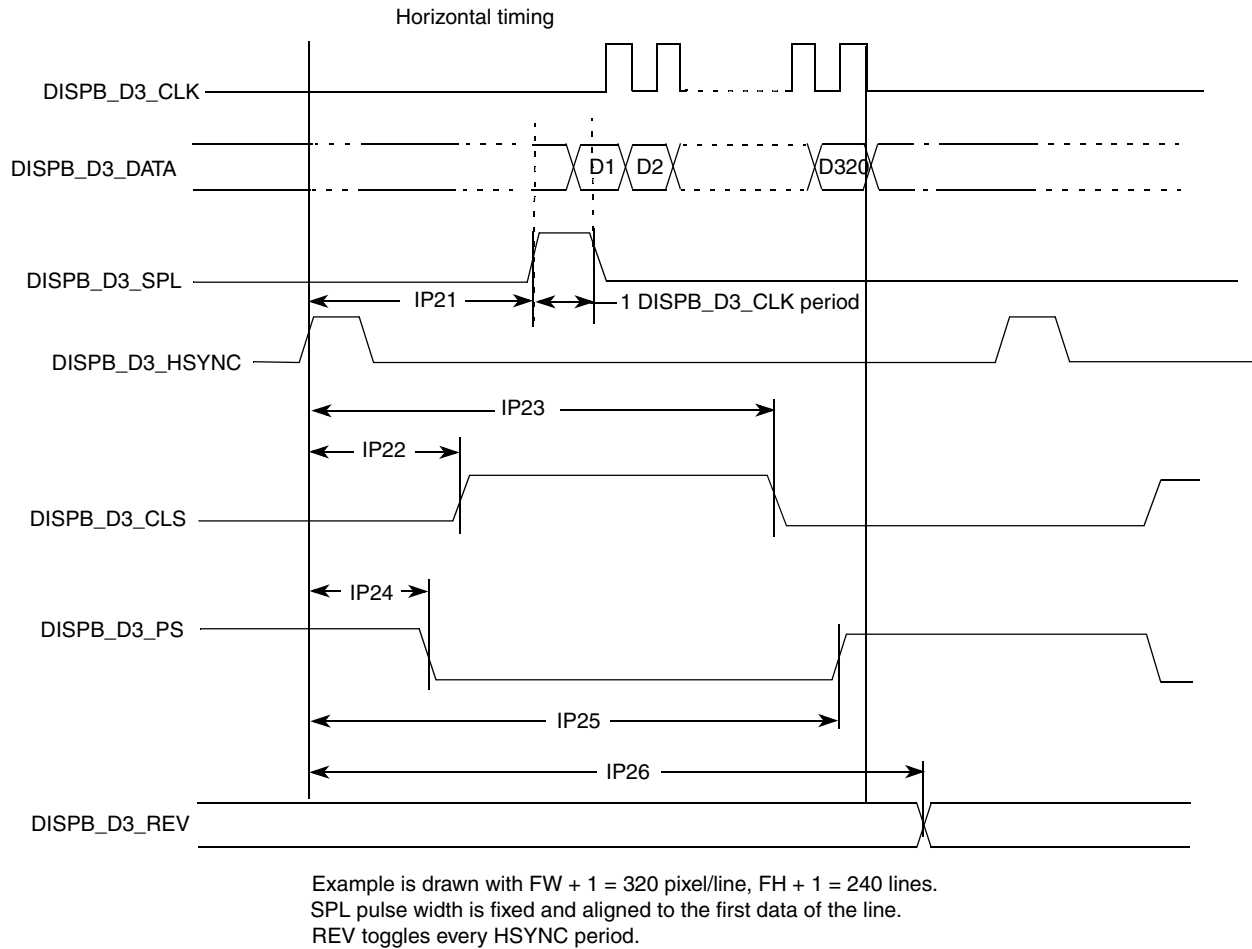 Horizontal timing
DISPB_D3_CLK
DISPB_D3_DATA
D1
D2
D320
DISPB_D3_SPL
IP21
1 DISPB_D3_CLK period
DISPB_D3_HSYNC
IP23
IP22
DISPB_D3_CLS
IP24
DISPB_D3_PS
IP25
IP26
DISPB_D3_REV
Example is drawn with FW + 1 = 320 pixel/line, FH + 1 = 240 lines.
SPL pulse width is fixed and aligned to the first data of the line.
REV toggles every HSYNC period.